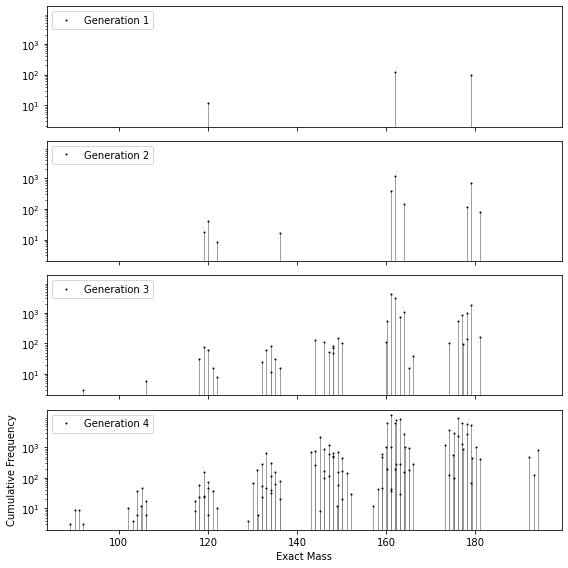 Generation 1
10³
10²
10¹
Generation 2
10³
10²
10¹
Generation 3
10³
10²
10¹
Generation 4
10³
10²
10¹
Cumulative Frequency
100 120 140 160 180
Exact Mass